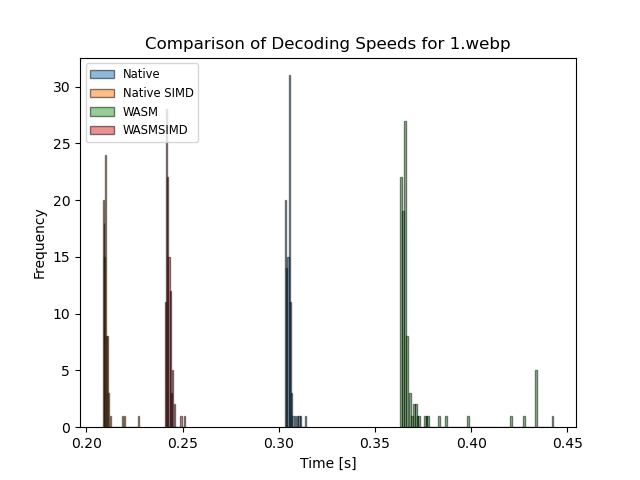 Comparison of Decoding Speeds for 1.webp
Native
Native SIMD
WASM
WASMSIMD
30
25
20
15
10
5
0
Frequency
0.20 0.25 0.30 0.35 0.40 0.45
Time [s]